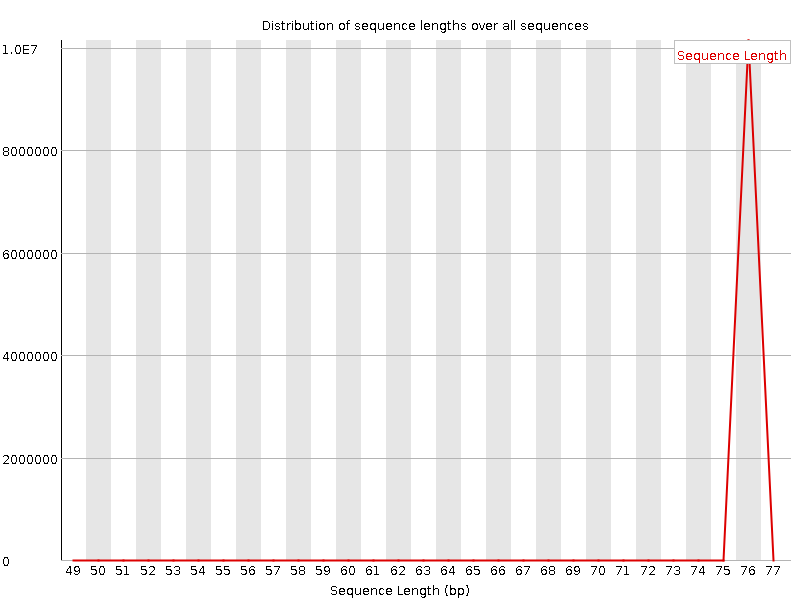 Distribution of sequence lengths over all sequences
Sequence Length
1.0E7
8000000
6000000
4000000
2000000
0
49 50 51 52 53 54 55 56 57 58 59 60 61 62 63 64 65 66 67 68 69 70 71 72 73 74 75 76 77
Sequence Length (bp)